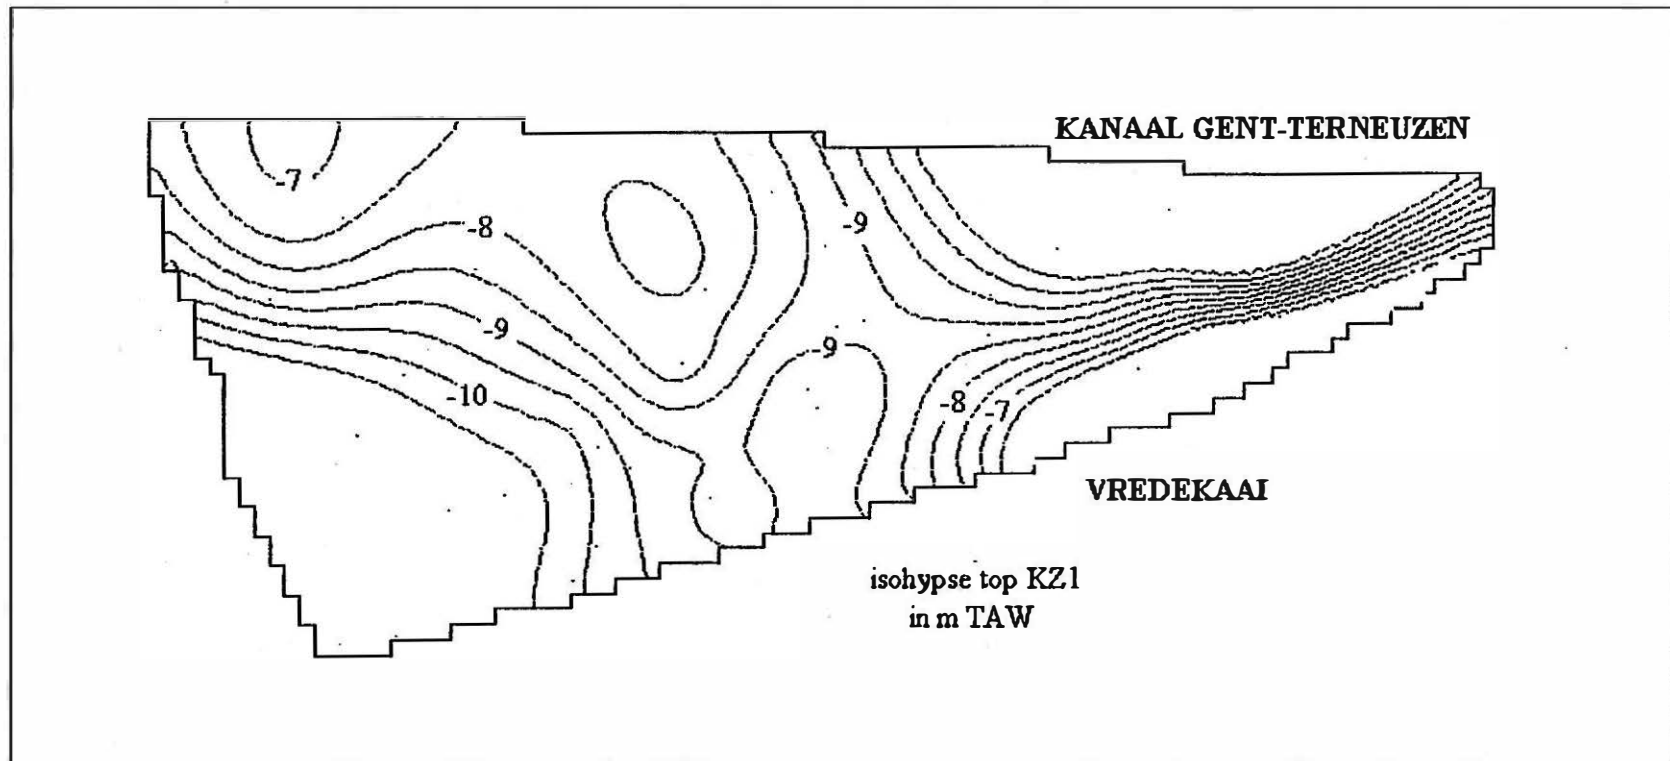 KANAAL GENT-TERNEUZEN
-7
-8
-9
-9
-9
-10
-8
-7
VREDEKAAI
isohypse top KZ1
in m TAW